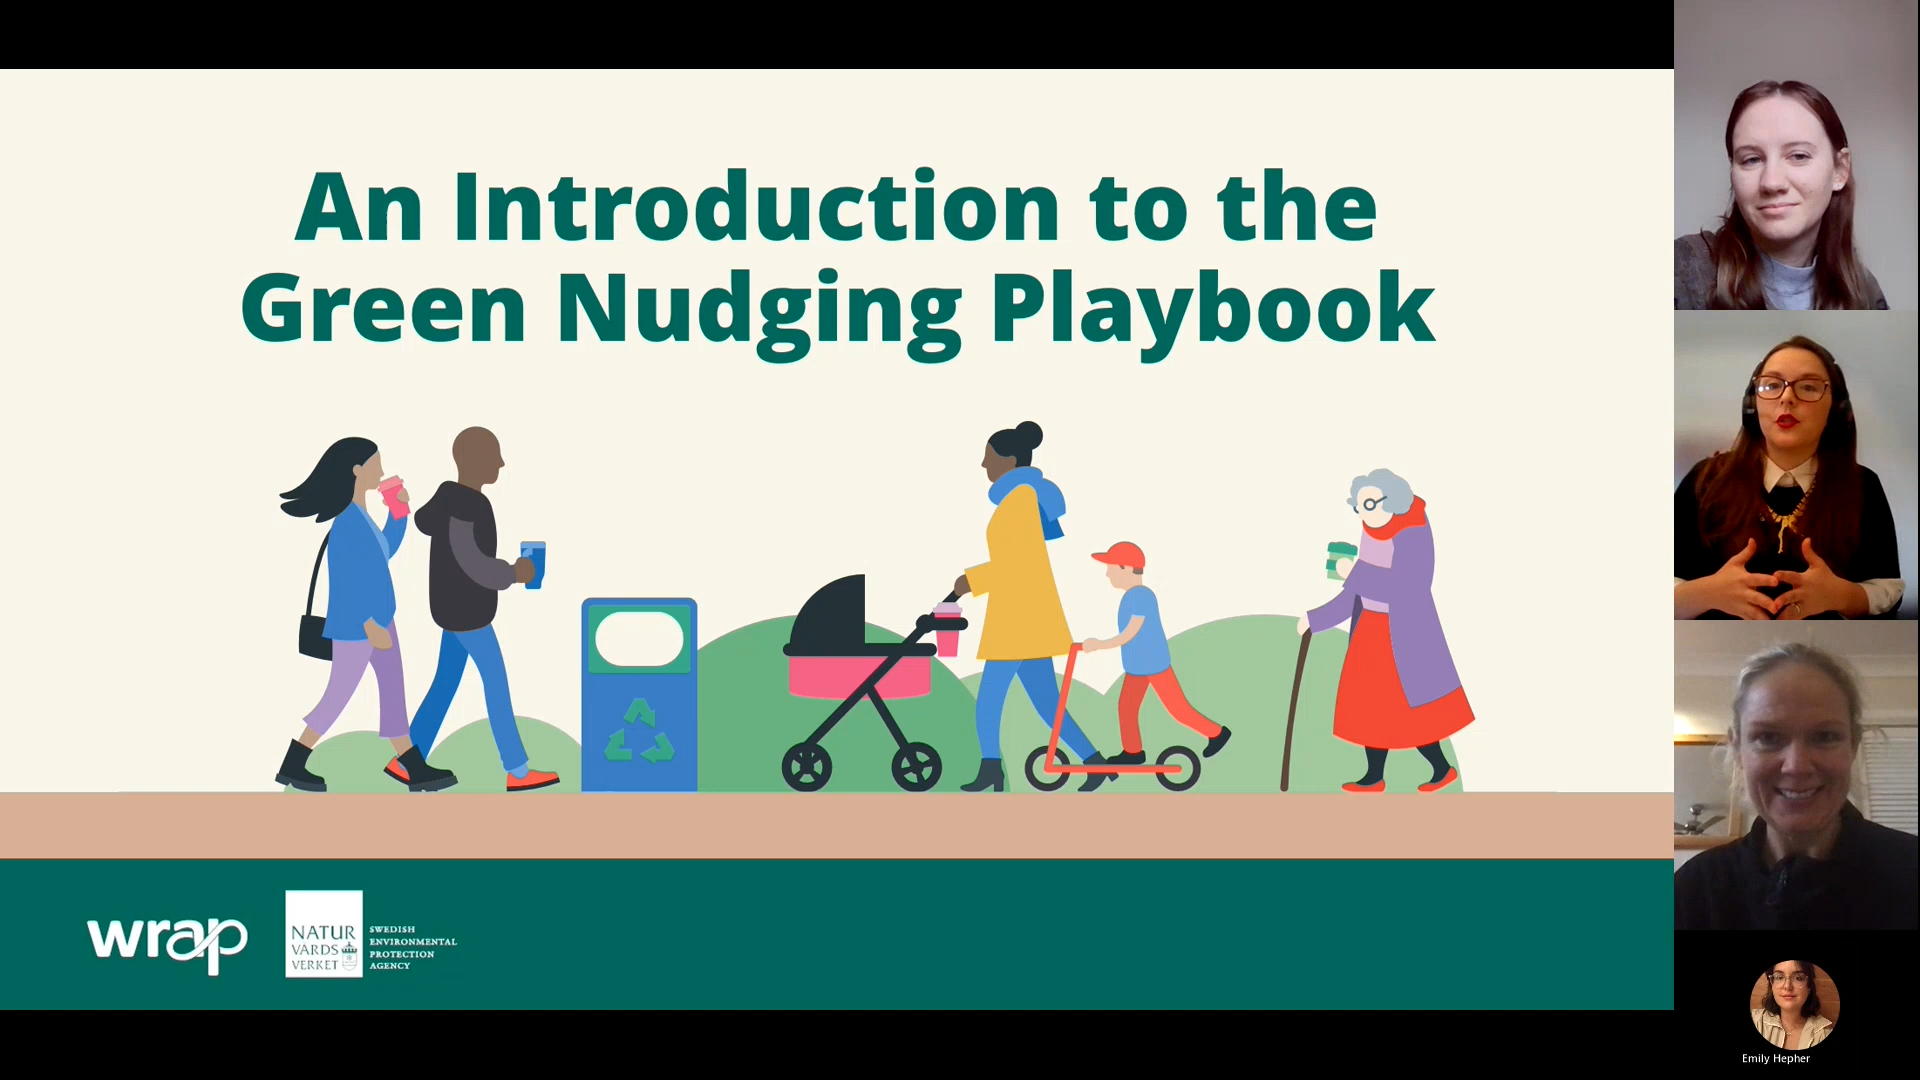 An Introduction to the
Green Nudging Playbook
wrap
NATUR
VARDS
VERKET
SWEDISH
ENVIRONMENTAL
PROTECTION
AGENCY
Emily Hepher